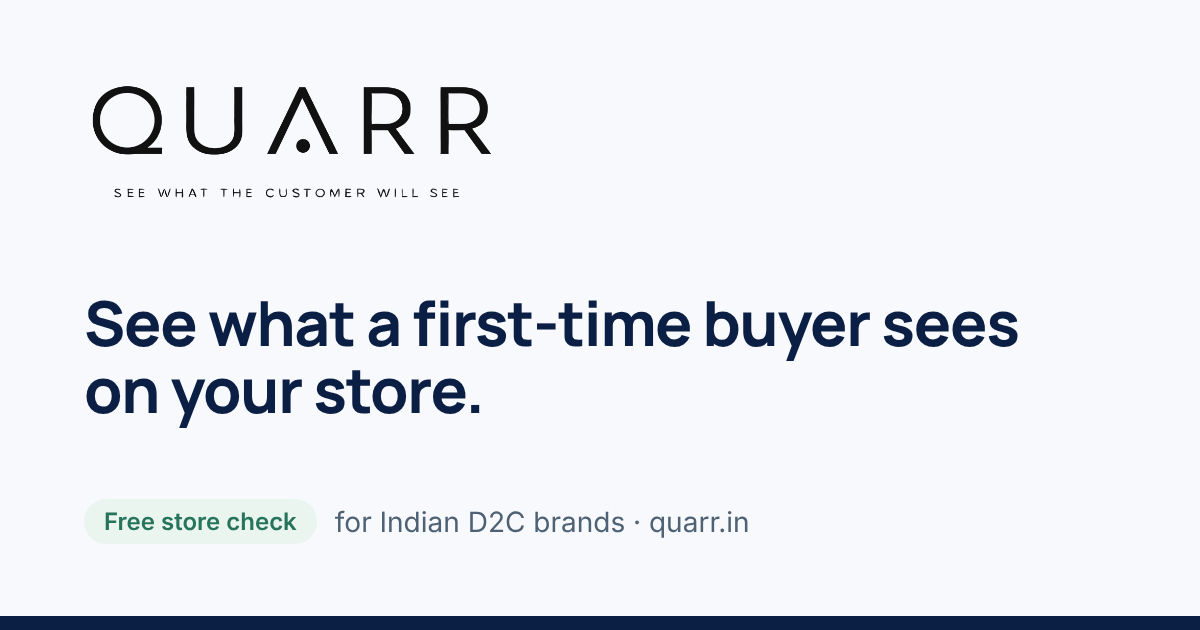 QUARR
SEE WHAT THE CUSTOMER WILL SEE
See what a first-time buyer sees
on your store.
Free store check for Indian D2C brands · quarr.in